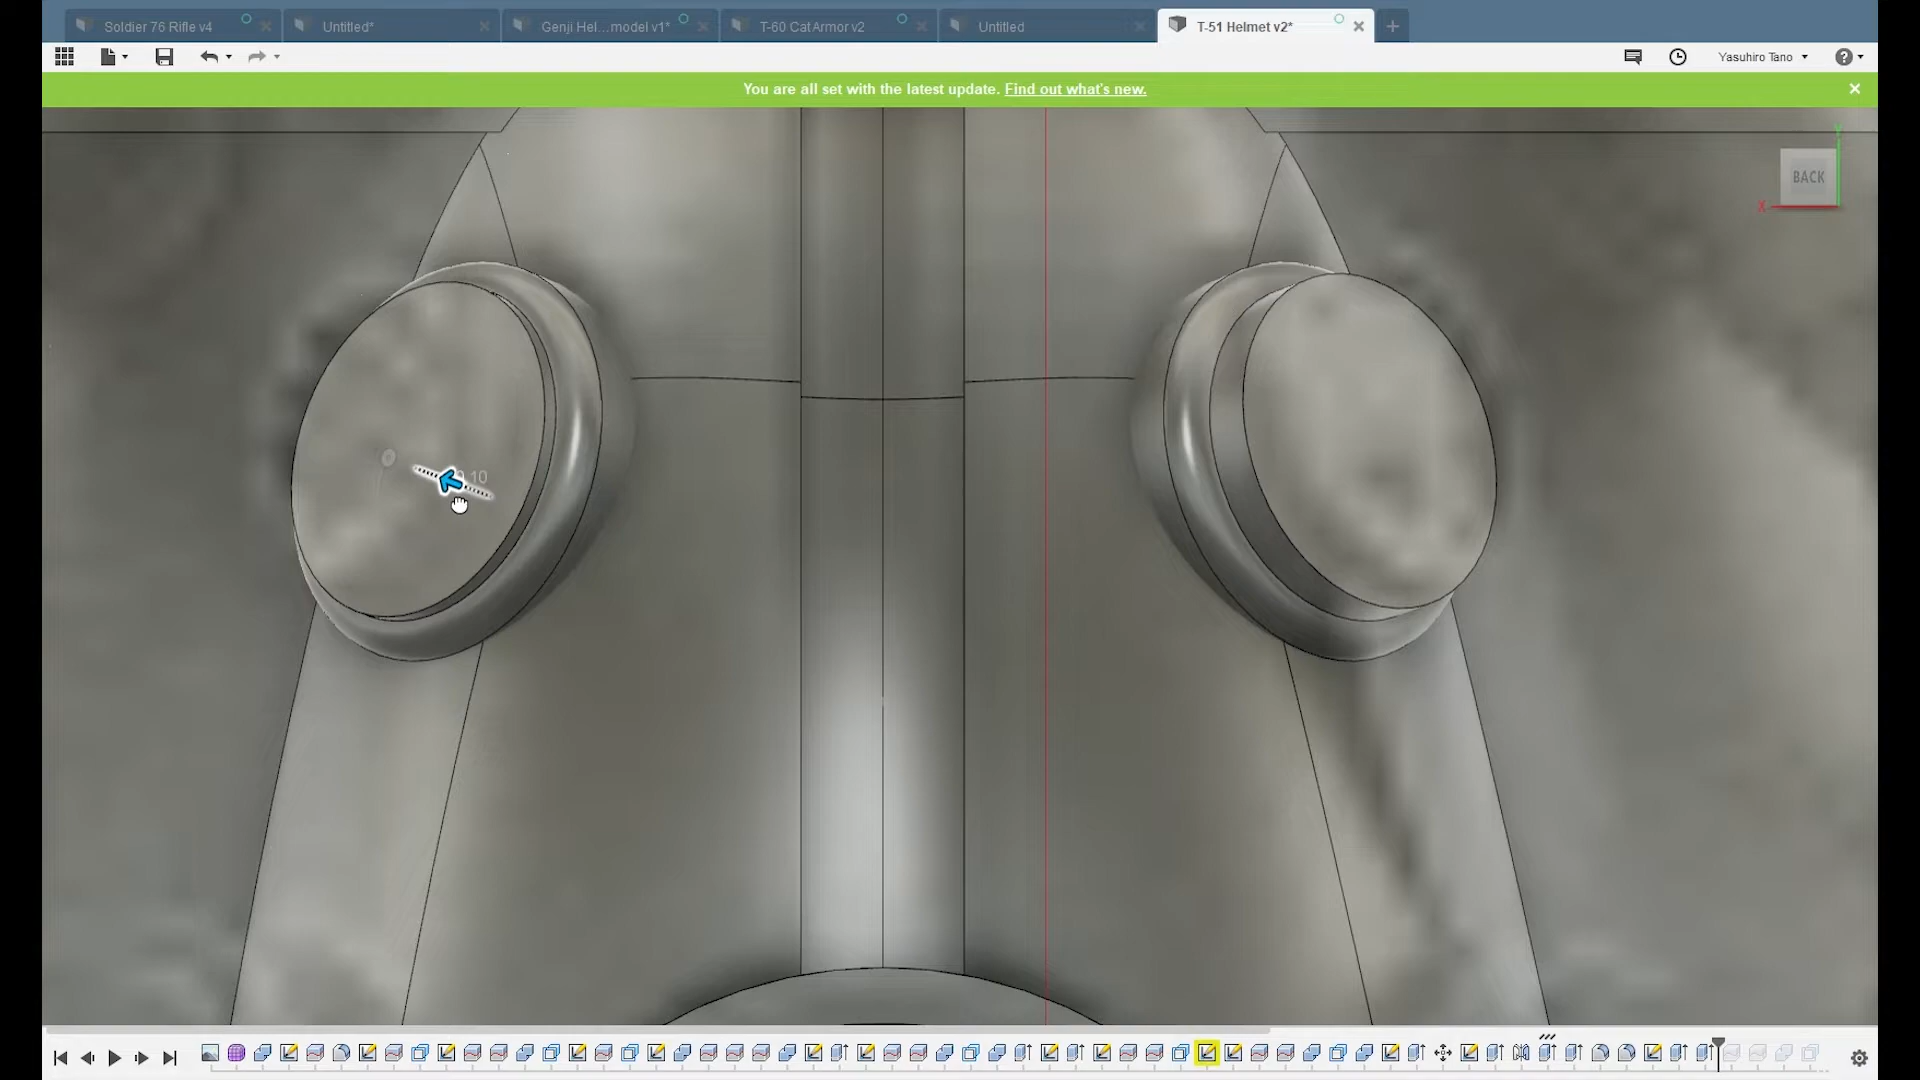 Soldier 76 Rifle v4
Untitled*
Genji Hel...model v1*
T-60 CatArmor v2
Untitled
T-51 Helmet v2*
Yasuhiro Tano
You are all set with the latest update. Find out what's new.
Y
BACK
X
10